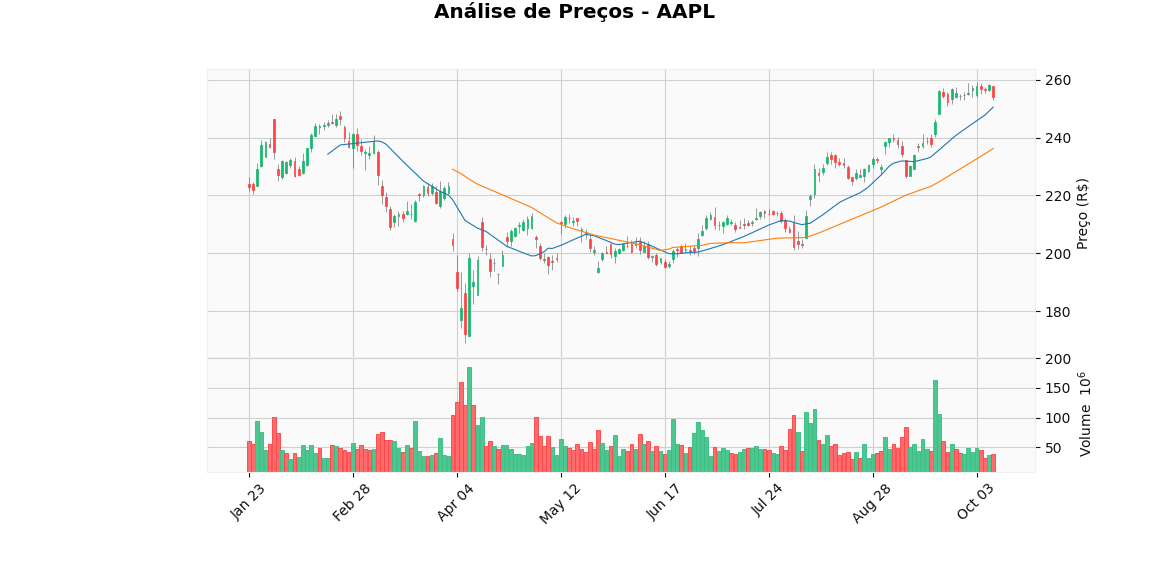 Análise de Preços - AAPL
260
240
220
200
180
Preço (R$)
200
150
100
50
Volume 10⁶
Jan 23
Feb 28
Apr 04
May 12
Jun 17
Jul 24
Aug 28
Oct 03